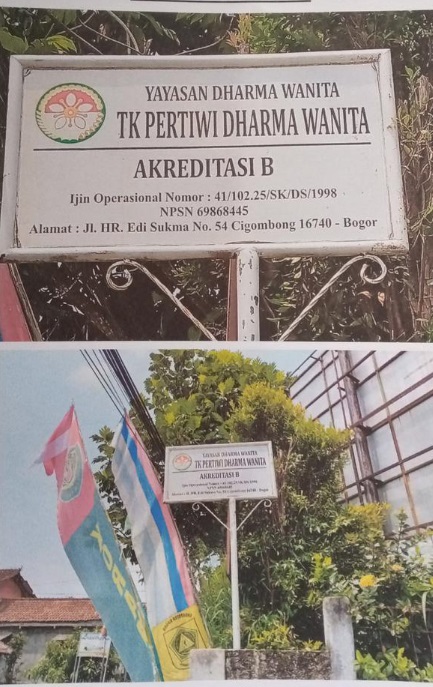 YAYASAN DHARMA WANITA
TK PERTIWI DHARMA WANITA
AKREDITASI B
Ijin Operasional Nomor : 41/102.25/SK/DS/1998
NPSN 69868445
Alamat : Jl. HR. Edi Sukma No. 54 Cigombong 16740 - Bogor
YAYASAN DHARMA WANITA
TK PERTIWI DHARMA WANITA
AKREDITASI B